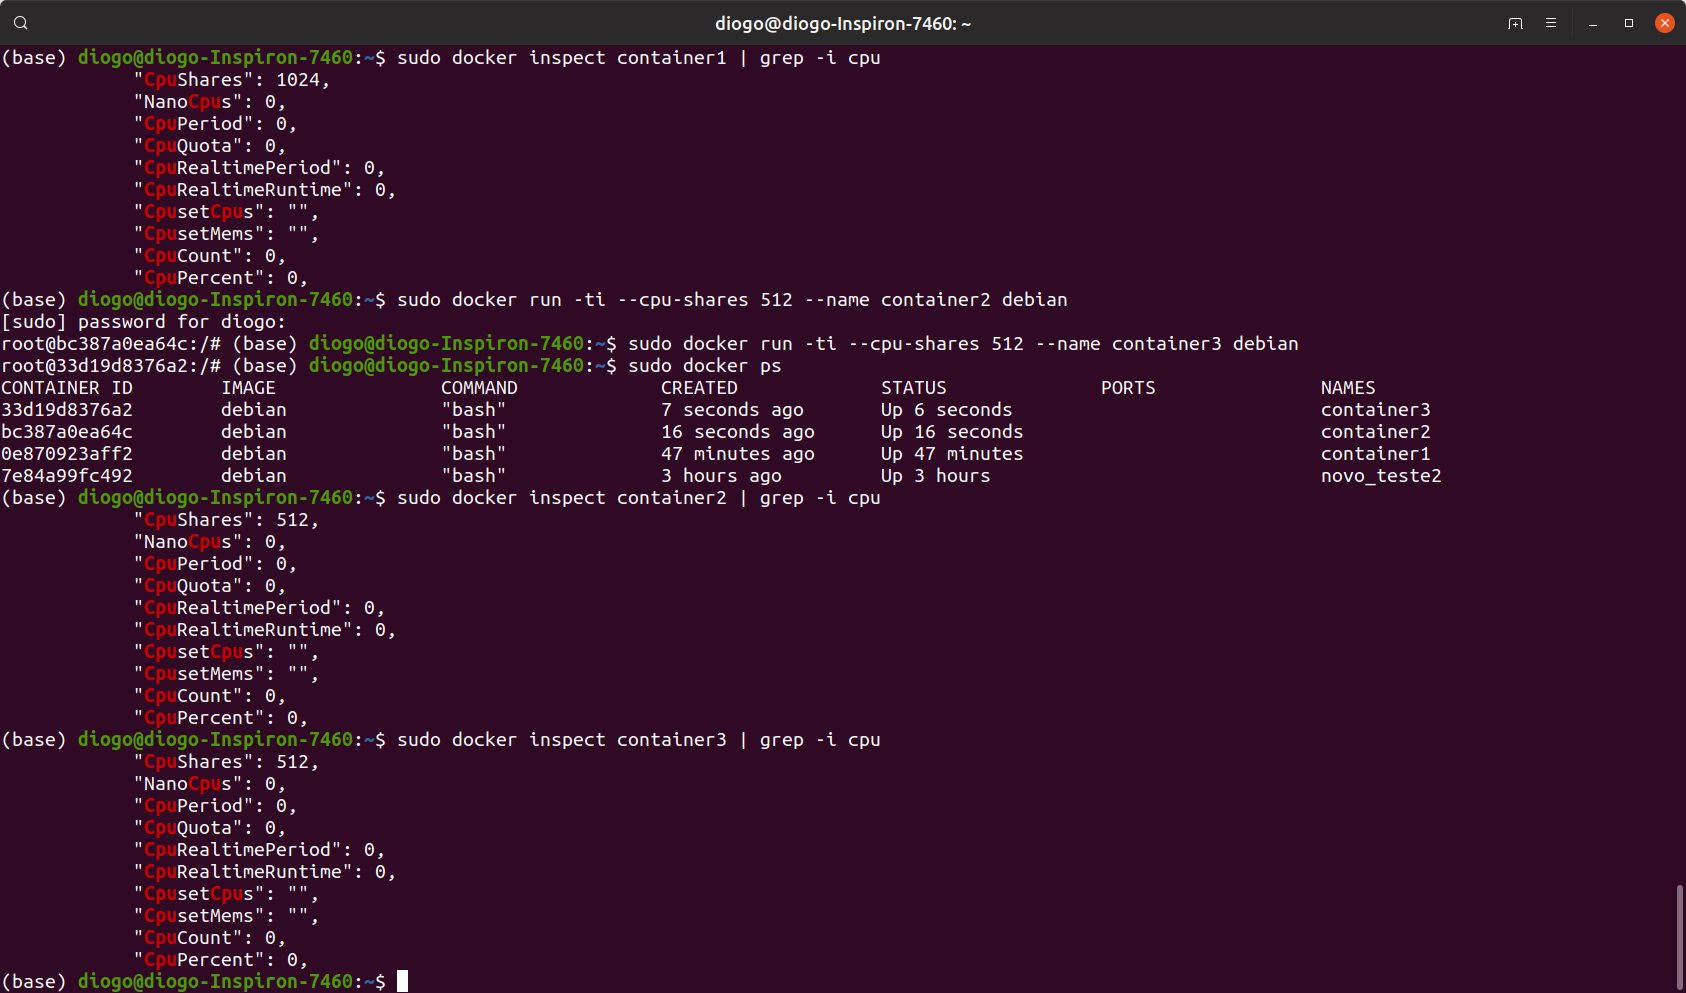 diogo@diogo-Inspiron-7460: ~
(base) diogo@diogo-Inspiron-7460:~$ sudo docker inspect container1 | grep -i cpu
            "CpuShares": 1024,
            "NanoCpus": 0,
            "CpuPeriod": 0,
            "CpuQuota": 0,
            "CpuRealtimePeriod": 0,
            "CpuRealtimeRuntime": 0,
            "CpusetCpus": "",
            "CpusetMems": "",
            "CpuCount": 0,
            "CpuPercent": 0,
(base) diogo@diogo-Inspiron-7460:~$ sudo docker run -ti --cpu-shares 512 --name container2 debian
[sudo] password for diogo:
root@bc387a0ea64c:/# (base) diogo@diogo-Inspiron-7460:~$ sudo docker run -ti --cpu-shares 512 --name container3 debian
root@33d19d8376a2:/# (base) diogo@diogo-Inspiron-7460:~$ sudo docker ps
CONTAINER ID        IMAGE               COMMAND             CREATED             STATUS              PORTS               NAMES
33d19d8376a2        debian              "bash"              7 seconds ago       Up 6 seconds                            container3
bc387a0ea64c        debian              "bash"              16 seconds ago      Up 16 seconds                           container2
0e870923aff2        debian              "bash"              47 minutes ago      Up 47 minutes                           container1
7e84a99fc492        debian              "bash"              3 hours ago         Up 3 hours                              novo_teste2
(base) diogo@diogo-Inspiron-7460:~$ sudo docker inspect container2 | grep -i cpu
            "CpuShares": 512,
            "NanoCpus": 0,
            "CpuPeriod": 0,
            "CpuQuota": 0,
            "CpuRealtimePeriod": 0,
            "CpuRealtimeRuntime": 0,
            "CpusetCpus": "",
            "CpusetMems": "",
            "CpuCount": 0,
            "CpuPercent": 0,
(base) diogo@diogo-Inspiron-7460:~$ sudo docker inspect container3 | grep -i cpu
            "CpuShares": 512,
            "NanoCpus": 0,
            "CpuPeriod": 0,
            "CpuQuota": 0,
            "CpuRealtimePeriod": 0,
            "CpuRealtimeRuntime": 0,
            "CpusetCpus": "",
            "CpusetMems": "",
            "CpuCount": 0,
            "CpuPercent": 0,
(base) diogo@diogo-Inspiron-7460:~$